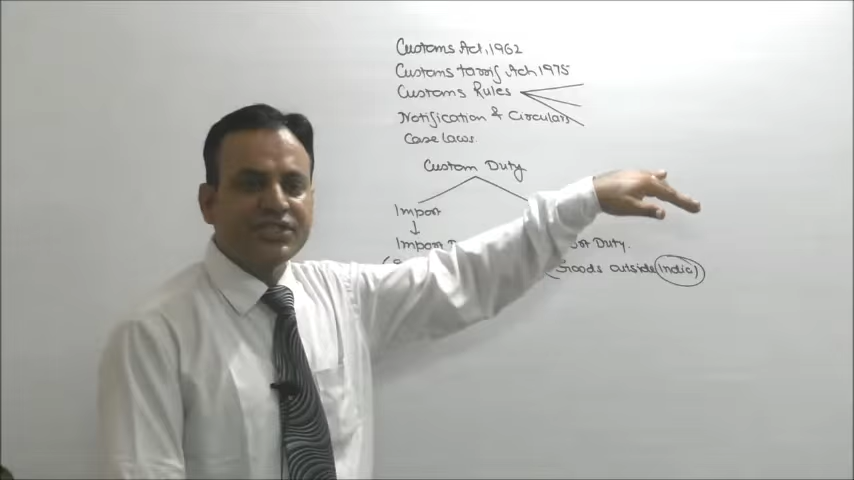 Customs Act, 1962
Customs tarrif Act, 1975
Customs Rules
Notification & Circulars
Case Laws.
Custom Duty
Import
Import Duty.
Goods outside India)